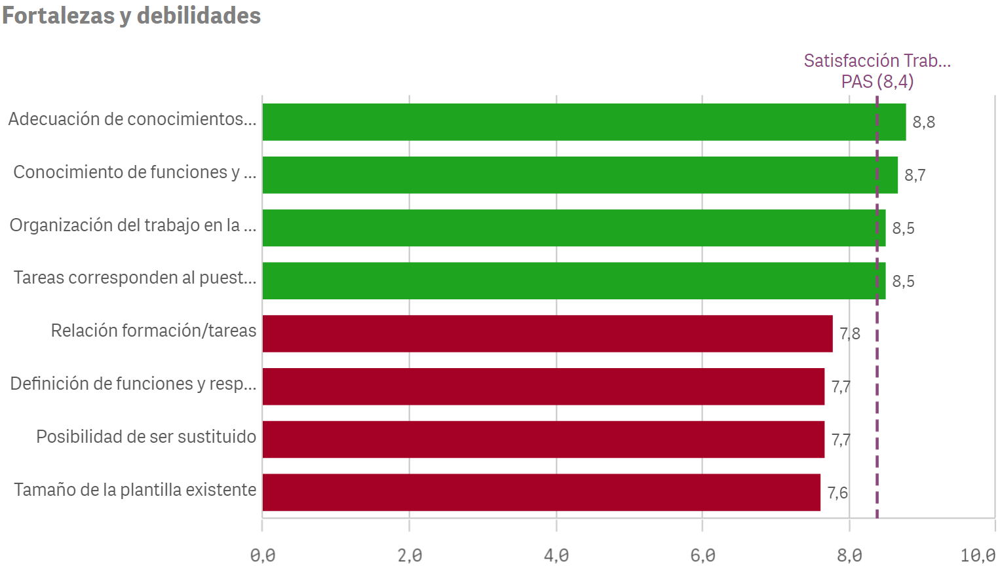 Fortalezas y debilidades
Satisfacción Trab...
PAS (8,4)
Adecuación de conocimientos...
8,8
Conocimiento de funciones y ...
8,7
Organización del trabajo en la ...
8,5
Tareas corresponden al puest...
8,5
Relación formación/tareas
7,8
Definición de funciones y resp...
7,7
Posibilidad de ser sustituido
7,7
Tamaño de la plantilla existente
7,6
0,0 2,0 4,0 6,0 8,0 10,0